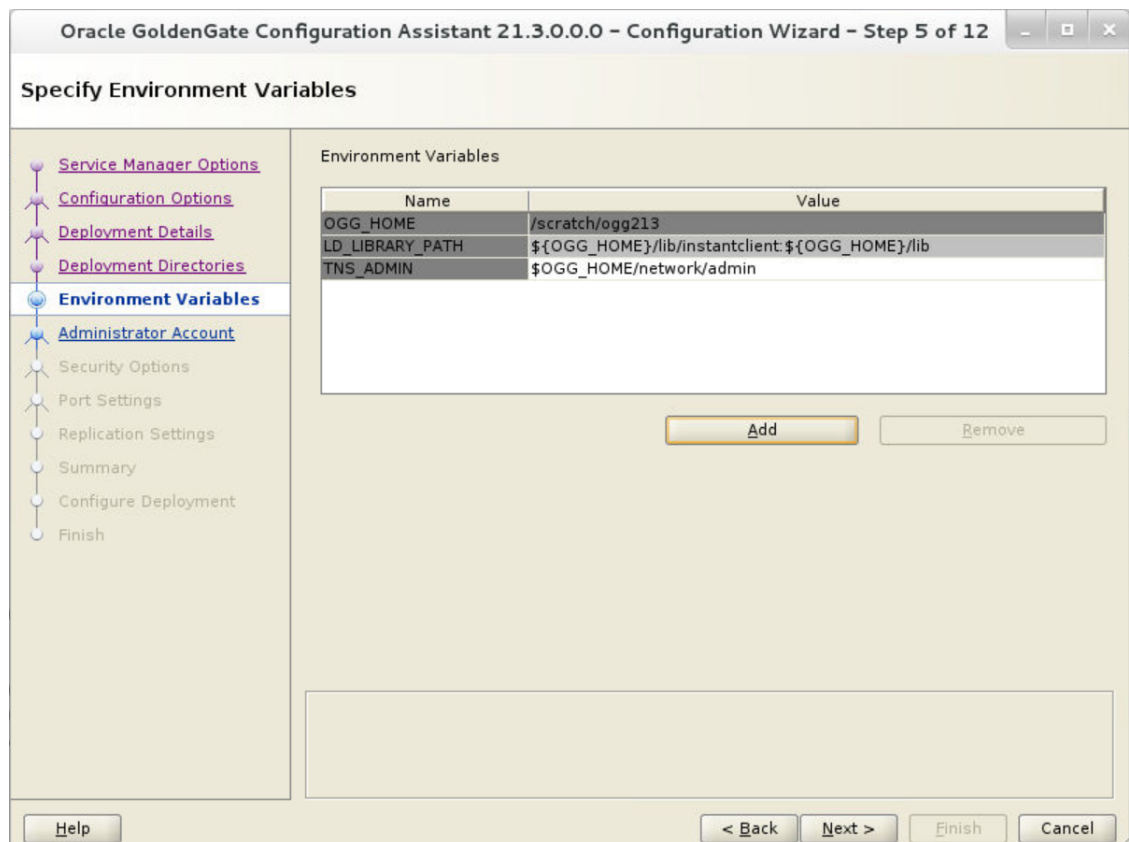 Oracle GoldenGate Configuration Assistant 21.3.0.0.0 – Configuration Wizard – Step 5 of 12
Specify Environment Variables
Service Manager Options
Configuration Options
Deployment Details
Deployment Directories
Environment Variables
Administrator Account
Security Options
Port Settings
Replication Settings
Summary
Configure Deployment
Finish
Environment Variables
Name Value
OGG_HOME /scratch/ogg213
LD_LIBRARY_PATH ${OGG_HOME}/lib/instantclient:${OGG_HOME}/lib
TNS_ADMIN $OGG_HOME/network/admin
Add Remove
Help < Back Next > Finish Cancel